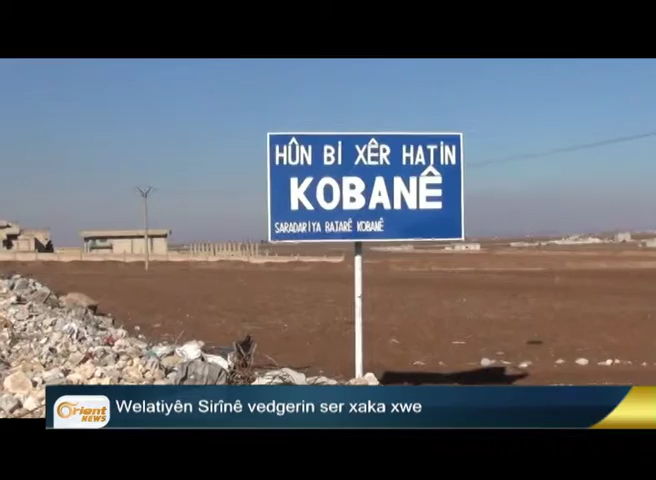 HÛN BI XÊR HATIN
KOBANÊ
SARADARIYA BAJARÊ KOBANÊ
Orient
NEWS
Welatiyên Sirînê vedgerin ser xaka xwe